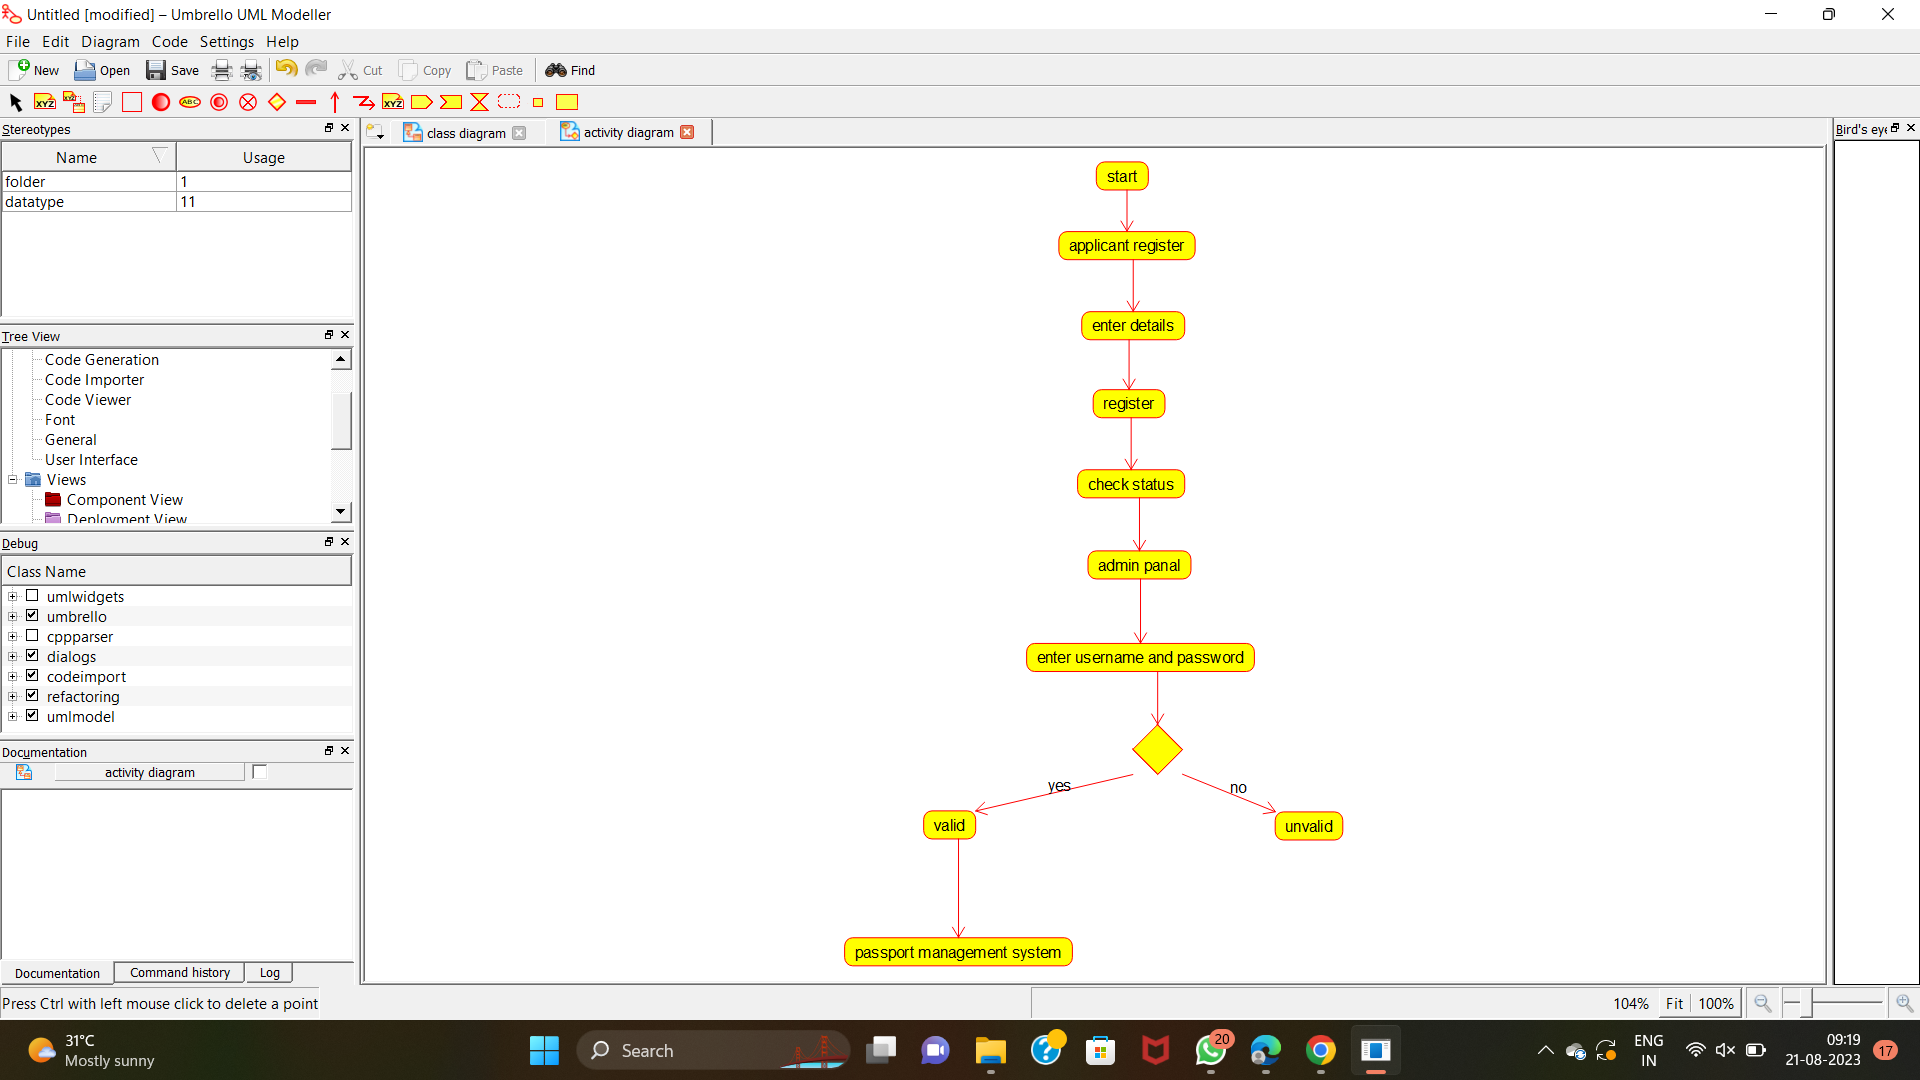 Untitled [modified] – Umbrello UML Modeller
File Edit Diagram Code Settings Help
New Open Save Cut Copy Paste Find
XYZ XYZ ABC XYZ
Stereotypes
Name Usage
folder 1
datatype 11
Tree View
Code Generation
Code Importer
Code Viewer
Font
General
User Interface
Views
Component View
Deployment View
Debug
Class Name
umlwidgets
umbrello
cppparser
dialogs
codeimport
refactoring
umlmodel
Documentation
activity diagram
Documentation Command history Log
Press Ctrl with left mouse click to delete a point
class diagram activity diagram
start
applicant register
enter details
register
check status
admin panal
enter username and password
yes no
valid unvalid
passport management system
Bird's eye
104% Fit 100%
31°C
Mostly sunny
Search
20
ENG
IN
09:19
21-08-2023
17